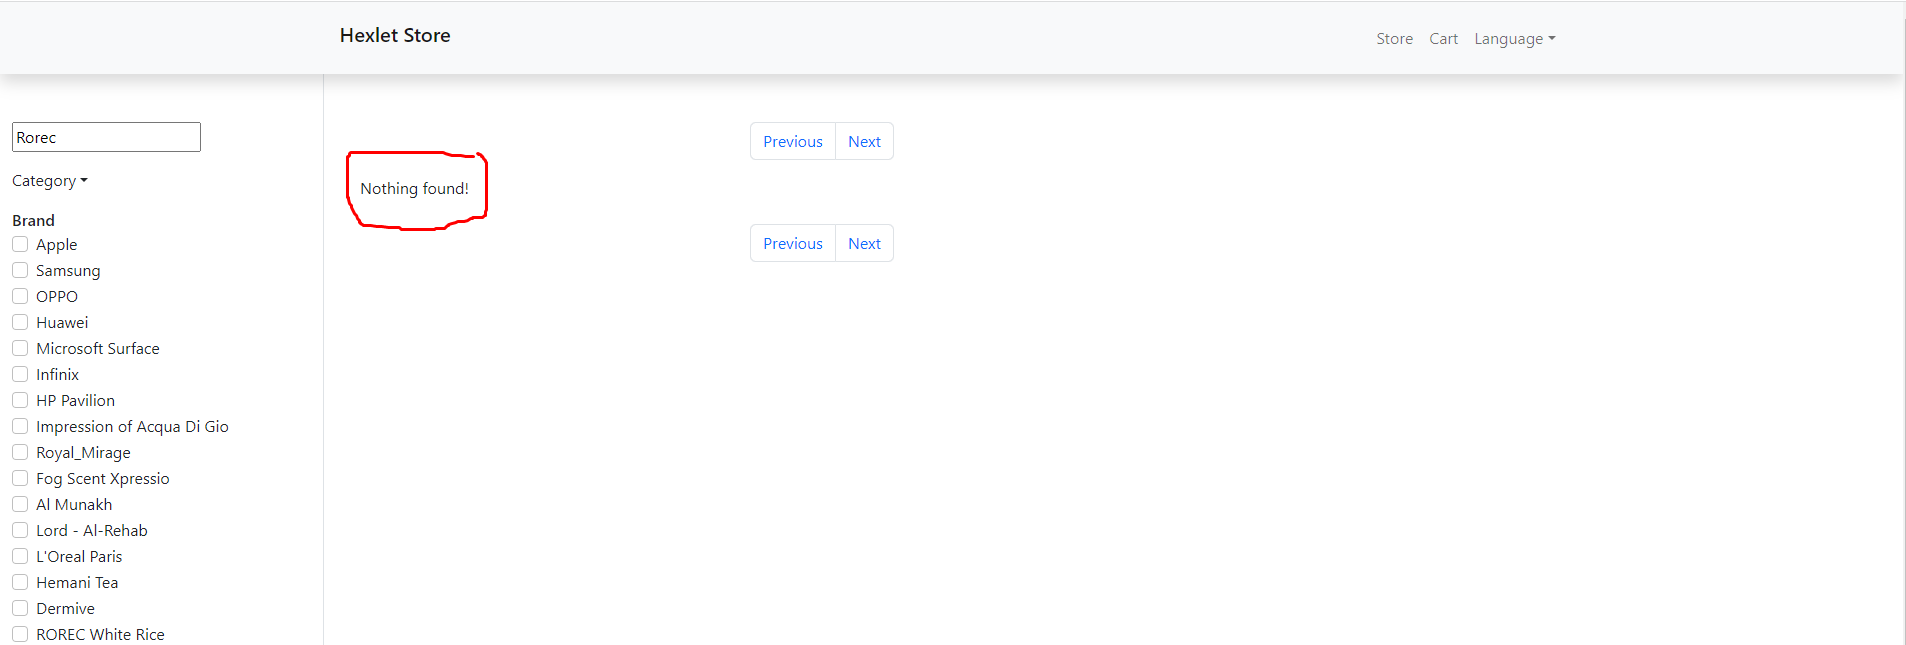 Hexlet Store
Store Cart Language
Rorec
Category
Brand
Apple
Samsung
OPPO
Huawei
Microsoft Surface
Infinix
HP Pavilion
Impression of Acqua Di Gio
Royal_Mirage
Fog Scent Xpressio
Al Munakh
Lord - Al-Rehab
L'Oreal Paris
Hemani Tea
Dermive
ROREC White Rice
Previous Next
Nothing found!
Previous Next